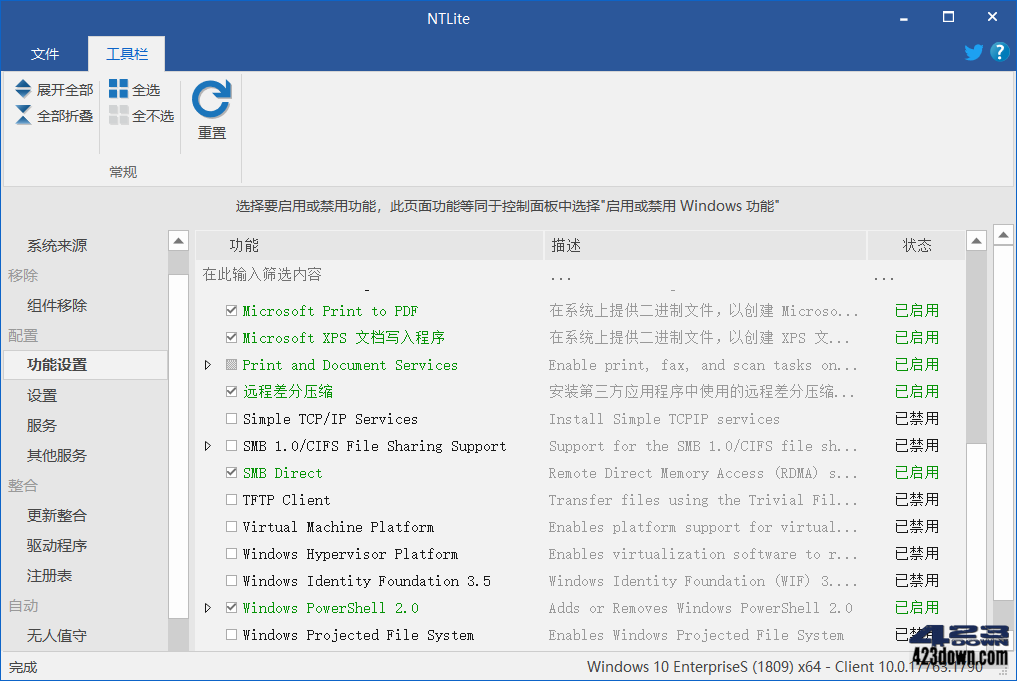 NTLite
文件
工具栏
展开全部
全部折叠
全选
全不选
重置
常规
选择要启用或禁用功能，此页面功能等同于控制面板中选择"启用或禁用 Windows 功能"
系统来源
移除
组件移除
配置
功能设置
设置
服务
其他服务
整合
更新整合
驱动程序
注册表
自动
无人值守
功能 描述 状态
在此输入筛选内容 ... ...
Microsoft Print to PDF 在系统上提供二进制文件，以创建 Microso... 已启用
Microsoft XPS 文档写入程序 在系统上提供二进制文件，以创建 XPS 文... 已启用
Print and Document Services Enable print, fax, and scan tasks on... 已启用
远程差分压缩 安装第三方应用程序中使用的远程差分压缩... 已启用
Simple TCP/IP Services Install Simple TCPIP services 已禁用
SMB 1.0/CIFS File Sharing Support Support for the SMB 1.0/CIFS file sh... 已禁用
SMB Direct Remote Direct Memory Access (RDMA) s... 已启用
TFTP Client Transfer files using the Trivial Fil... 已禁用
Virtual Machine Platform Enables platform support for virtual... 已禁用
Windows Hypervisor Platform Enables virtualization software to r... 已禁用
Windows Identity Foundation 3.5 Windows Identity Foundation (WIF) 3.... 已禁用
Windows PowerShell 2.0 Adds or Removes Windows PowerShell 2.0 已启用
Windows Projected File System Enables Windows Projected File System 已禁用
完成
Windows 10 EnterpriseS (1809) x64 - Client 10.0.17763.1790
423
DOWN
423down.com